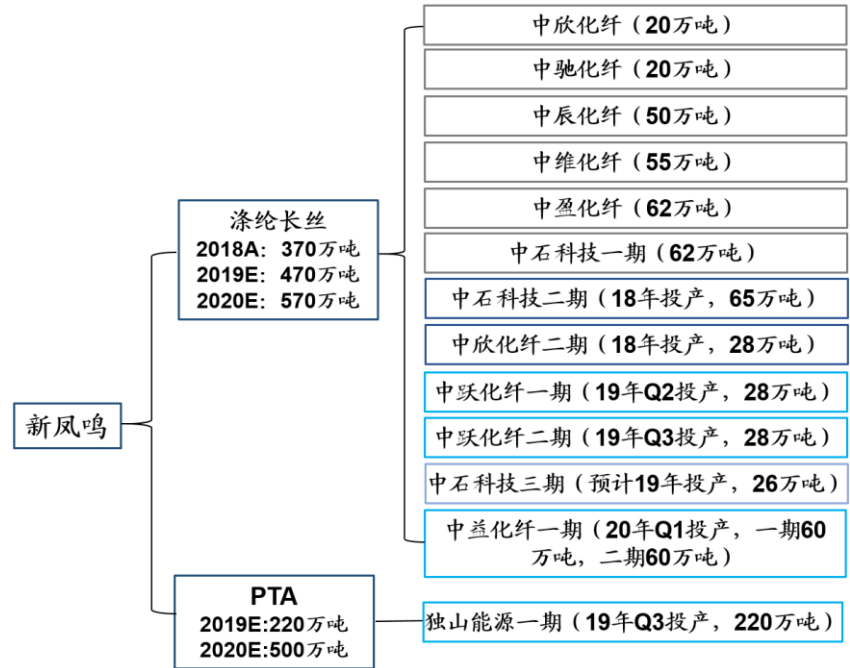 新凤鸣
涤纶长丝
2018A：370万吨
2019E：470万吨
2020E：570万吨
中欣化纤（20万吨）
中驰化纤（20万吨）
中辰化纤（50万吨）
中维化纤（55万吨）
中盈化纤（62万吨）
中石科技一期（62万吨）
中石科技二期（18年投产，65万吨）
中欣化纤二期（18年投产，28万吨）
中跃化纤一期（19年Q2投产，28万吨）
中跃化纤二期（19年Q3投产，28万吨）
中石科技三期（预计19年投产，26万吨）
中益化纤一期（20年Q1投产，一期60
万吨，二期60万吨）
PTA
2019E:220万吨
2020E:500万吨
独山能源一期（19年Q3投产，220万吨）